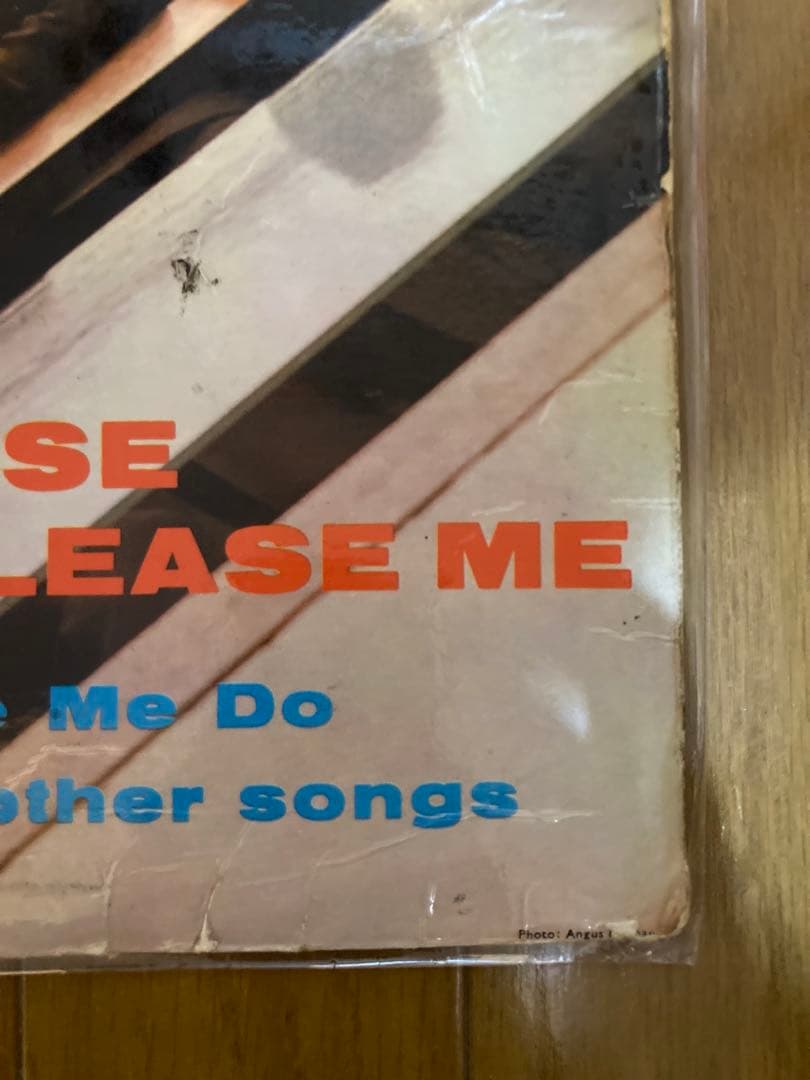 SE
LEASE ME
Me Do
other songs
Photo: Angus